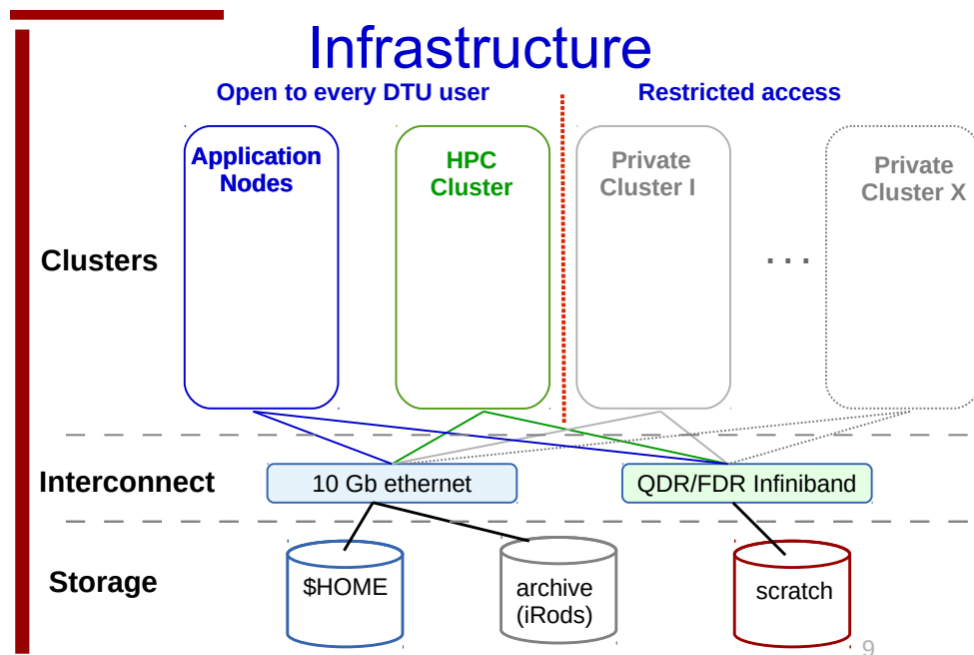 Infrastructure
Open to every DTU user
Restricted access
Application
Nodes
HPC
Cluster
Private
Cluster I
. . .
Private
Cluster X
Clusters
Interconnect
10 Gb ethernet
QDR/FDR Infiniband
Storage
$HOME
archive
(iRods)
scratch
9